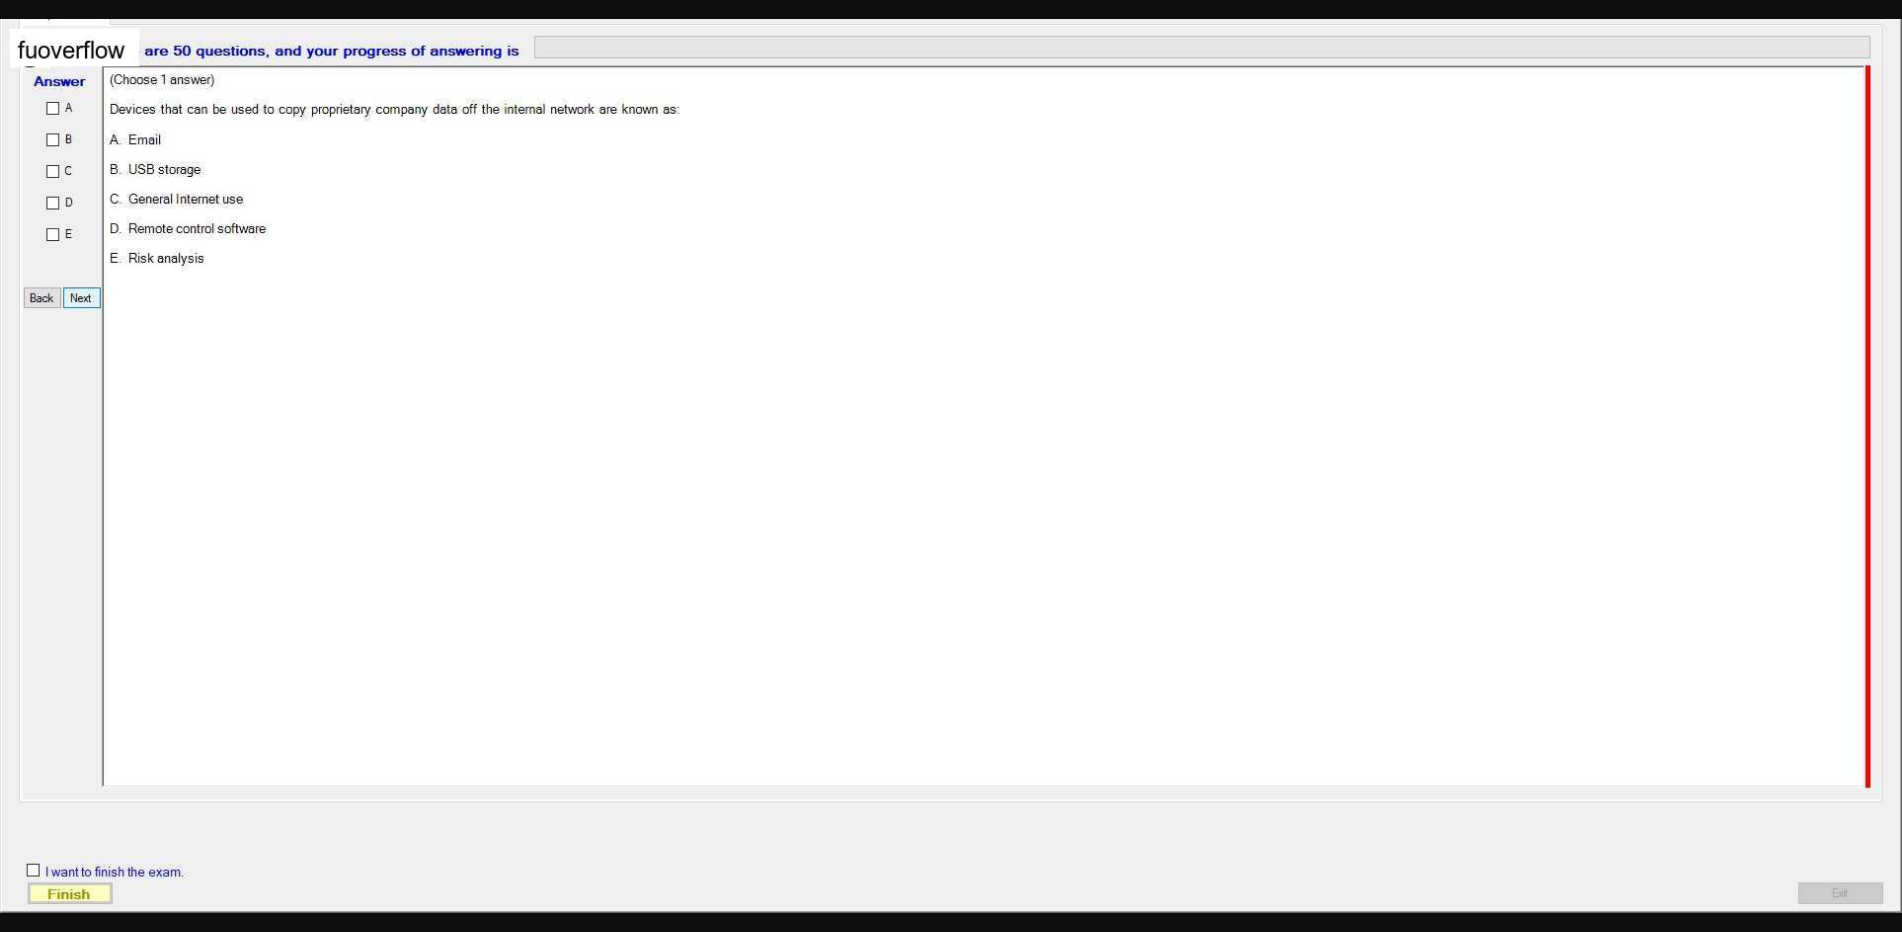 fuoverflow are 50 questions, and your progress of answering is
Answer
(Choose 1 answer)
A
Devices that can be used to copy proprietary company data off the internal network are known as:
B
A. Email
C
B. USB storage
D
C. General Internet use
E
D. Remote control software
E. Risk analysis
Back Next
I want to finish the exam.
Finish
Exit